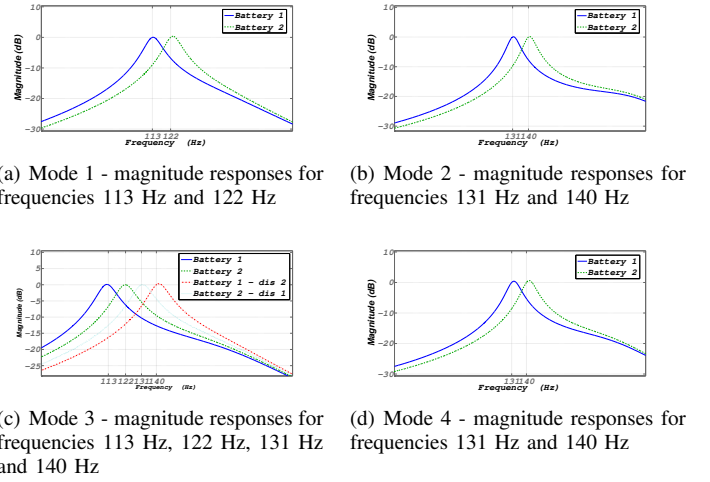 10
0
−10
−20
−30
Magnitude (dB)
Battery 1
Battery 2
113 122
Frequency (Hz)
10
0
−10
−20
−30
Magnitude (dB)
Battery 1
Battery 2
131140
Frequency (Hz)
(a) Mode 1 - magnitude responses for
frequencies 113 Hz and 122 Hz
(b) Mode 2 - magnitude responses for
frequencies 131 Hz and 140 Hz
10
5
0
−5
−10
−15
−20
−25
Magnitude (dB)
Battery 1
Battery 2
Battery 1 − dis 2
Battery 2 − dis 1
113122131140
Frequency (Hz)
10
0
−10
−20
−30
Magnitude (dB)
Battery 1
Battery 2
131140
Frequency (Hz)
(c) Mode 3 - magnitude responses for
frequencies 113 Hz, 122 Hz, 131 Hz
and 140 Hz
(d) Mode 4 - magnitude responses for
frequencies 131 Hz and 140 Hz